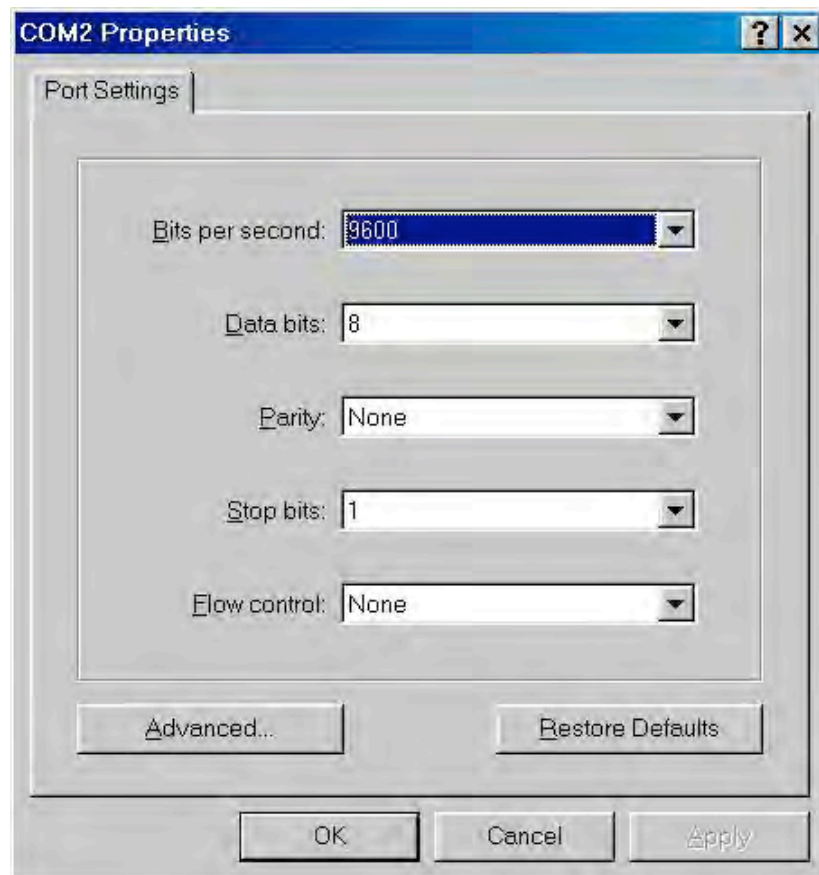 COM2 Properties
Port Settings
Bits per second: 9600
Data bits: 8
Parity: None
Stop bits: 1
Flow control: None
Advanced... Restore Defaults
OK Cancel Apply